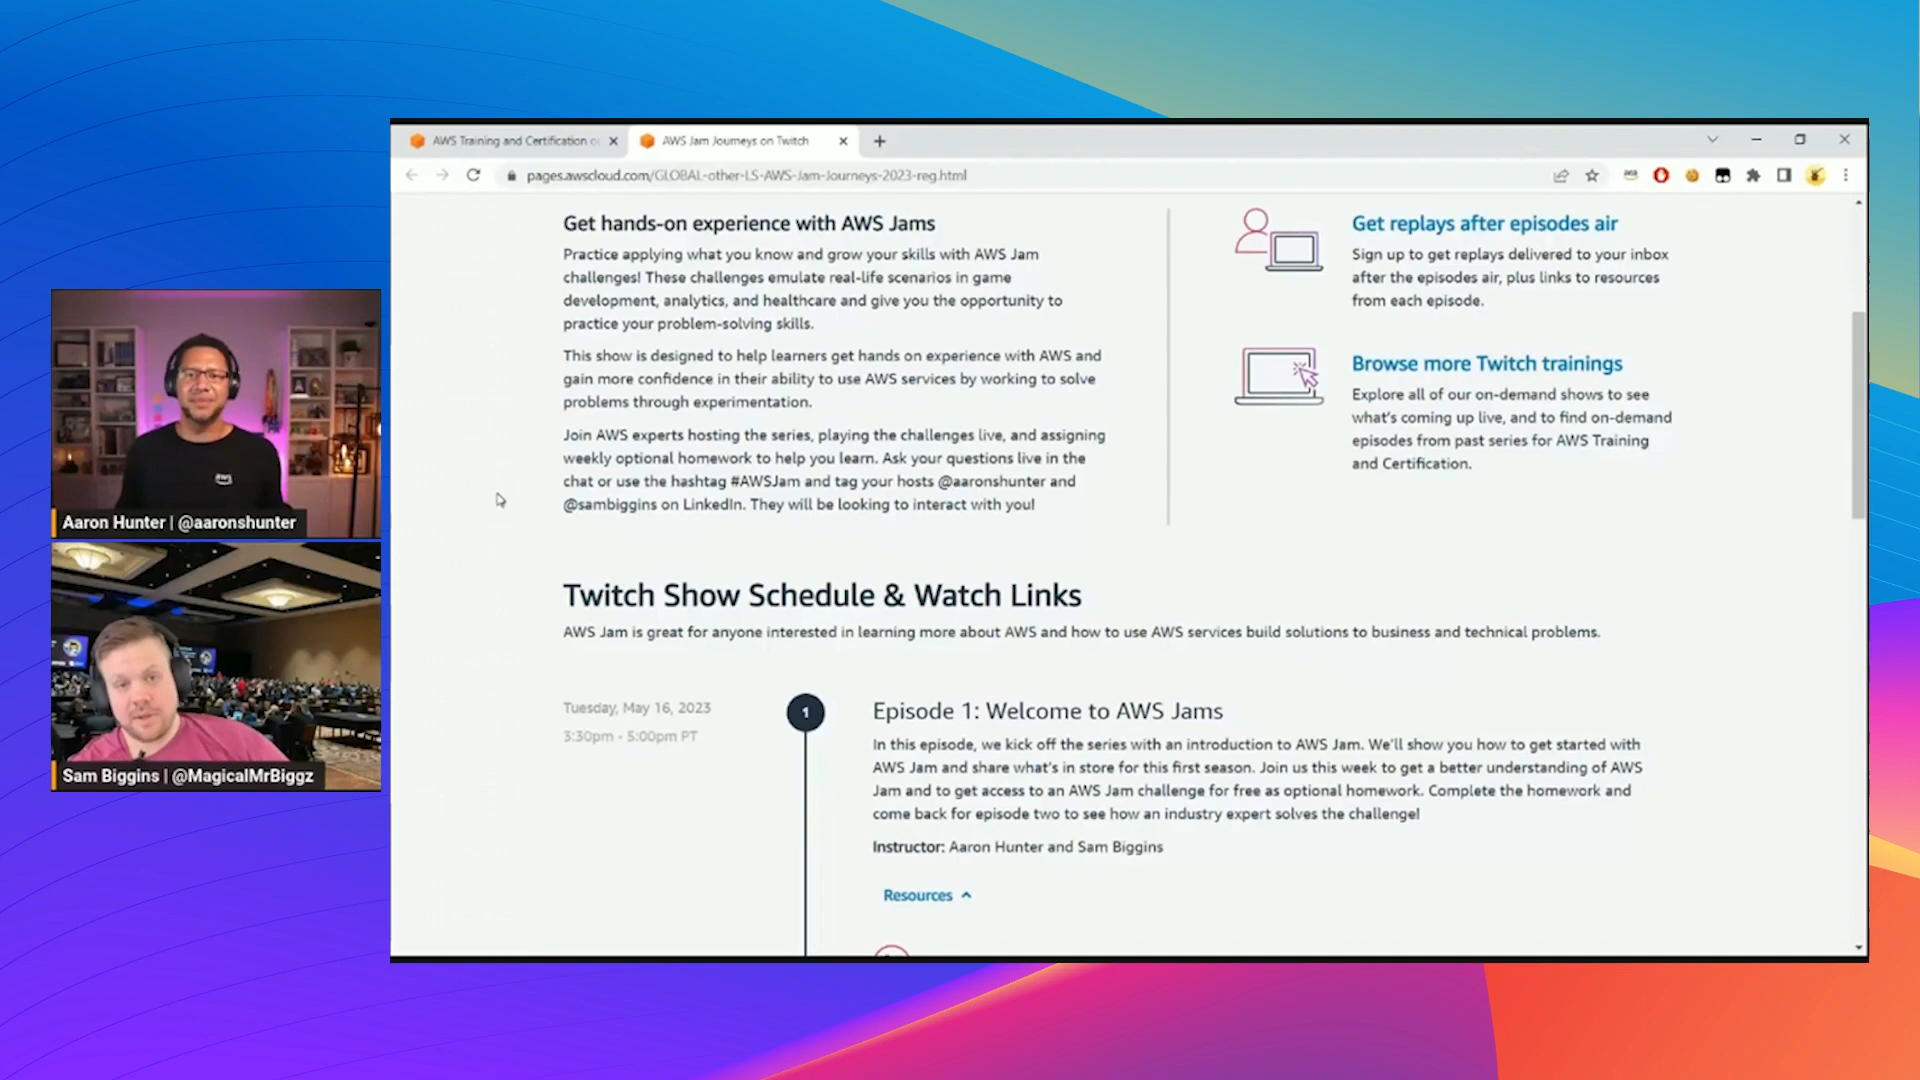 AWS Training and Certification o
AWS Jam Journeys on Twitch
pages.awscloud.com/GLOBAL-other-LS-AWS-Jam-Journeys-2023-reg.html
Get hands-on experience with AWS Jams
Practice applying what you know and grow your skills with AWS Jam
challenges! These challenges emulate real-life scenarios in game
development, analytics, and healthcare and give you the opportunity to
practice your problem-solving skills.
This show is designed to help learners get hands on experience with AWS and
gain more confidence in their ability to use AWS services by working to solve
problems through experimentation.
Join AWS experts hosting the series, playing the challenges live, and assigning
weekly optional homework to help you learn. Ask your questions live in the
chat or use the hashtag #AWSJam and tag your hosts @aaronshunter and
@sambiggins on LinkedIn. They will be looking to interact with you!
Get replays after episodes air
Sign up to get replays delivered to your inbox
after the episodes air, plus links to resources
from each episode.
Browse more Twitch trainings
Explore all of our on-demand shows to see
what's coming up live, and to find on-demand
episodes from past series for AWS Training
and Certification.
aws
Aaron Hunter | @aaronshunter
Sam Biggins | @MagicalMrBiggz
Twitch Show Schedule & Watch Links
AWS Jam is great for anyone interested in learning more about AWS and how to use AWS services build solutions to business and technical problems.
Tuesday, May 16, 2023
3:30pm - 5:00pm PT
1
Episode 1: Welcome to AWS Jams
In this episode, we kick off the series with an introduction to AWS Jam. We'll show you how to get started with
AWS Jam and share what's in store for this first season. Join us this week to get a better understanding of AWS
Jam and to get access to an AWS Jam challenge for free as optional homework. Complete the homework and
come back for episode two to see how an industry expert solves the challenge!
Instructor: Aaron Hunter and Sam Biggins
Resources